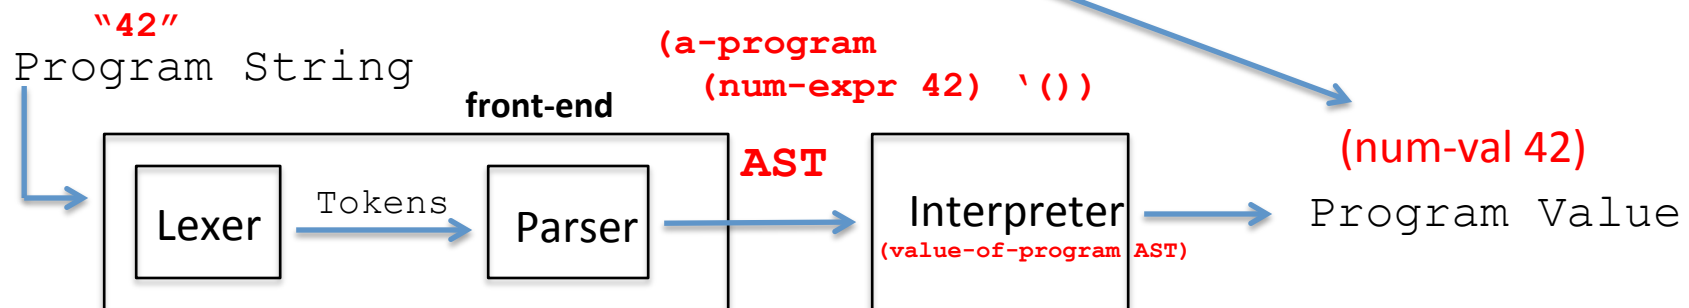 “42”
Program String
(a-program
(num-expr 42) ‘())
front-end
Lexer
Tokens
Parser
AST
Interpreter
(value-of-program AST)
(num-val 42)
Program Value